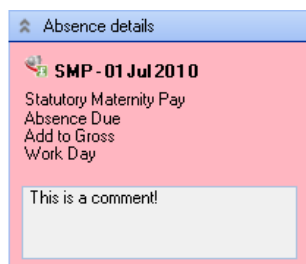 Absence details
SMP - 01 Jul 2010
Statutory Maternity Pay
Absence Due
Add to Gross
Work Day
This is a comment!